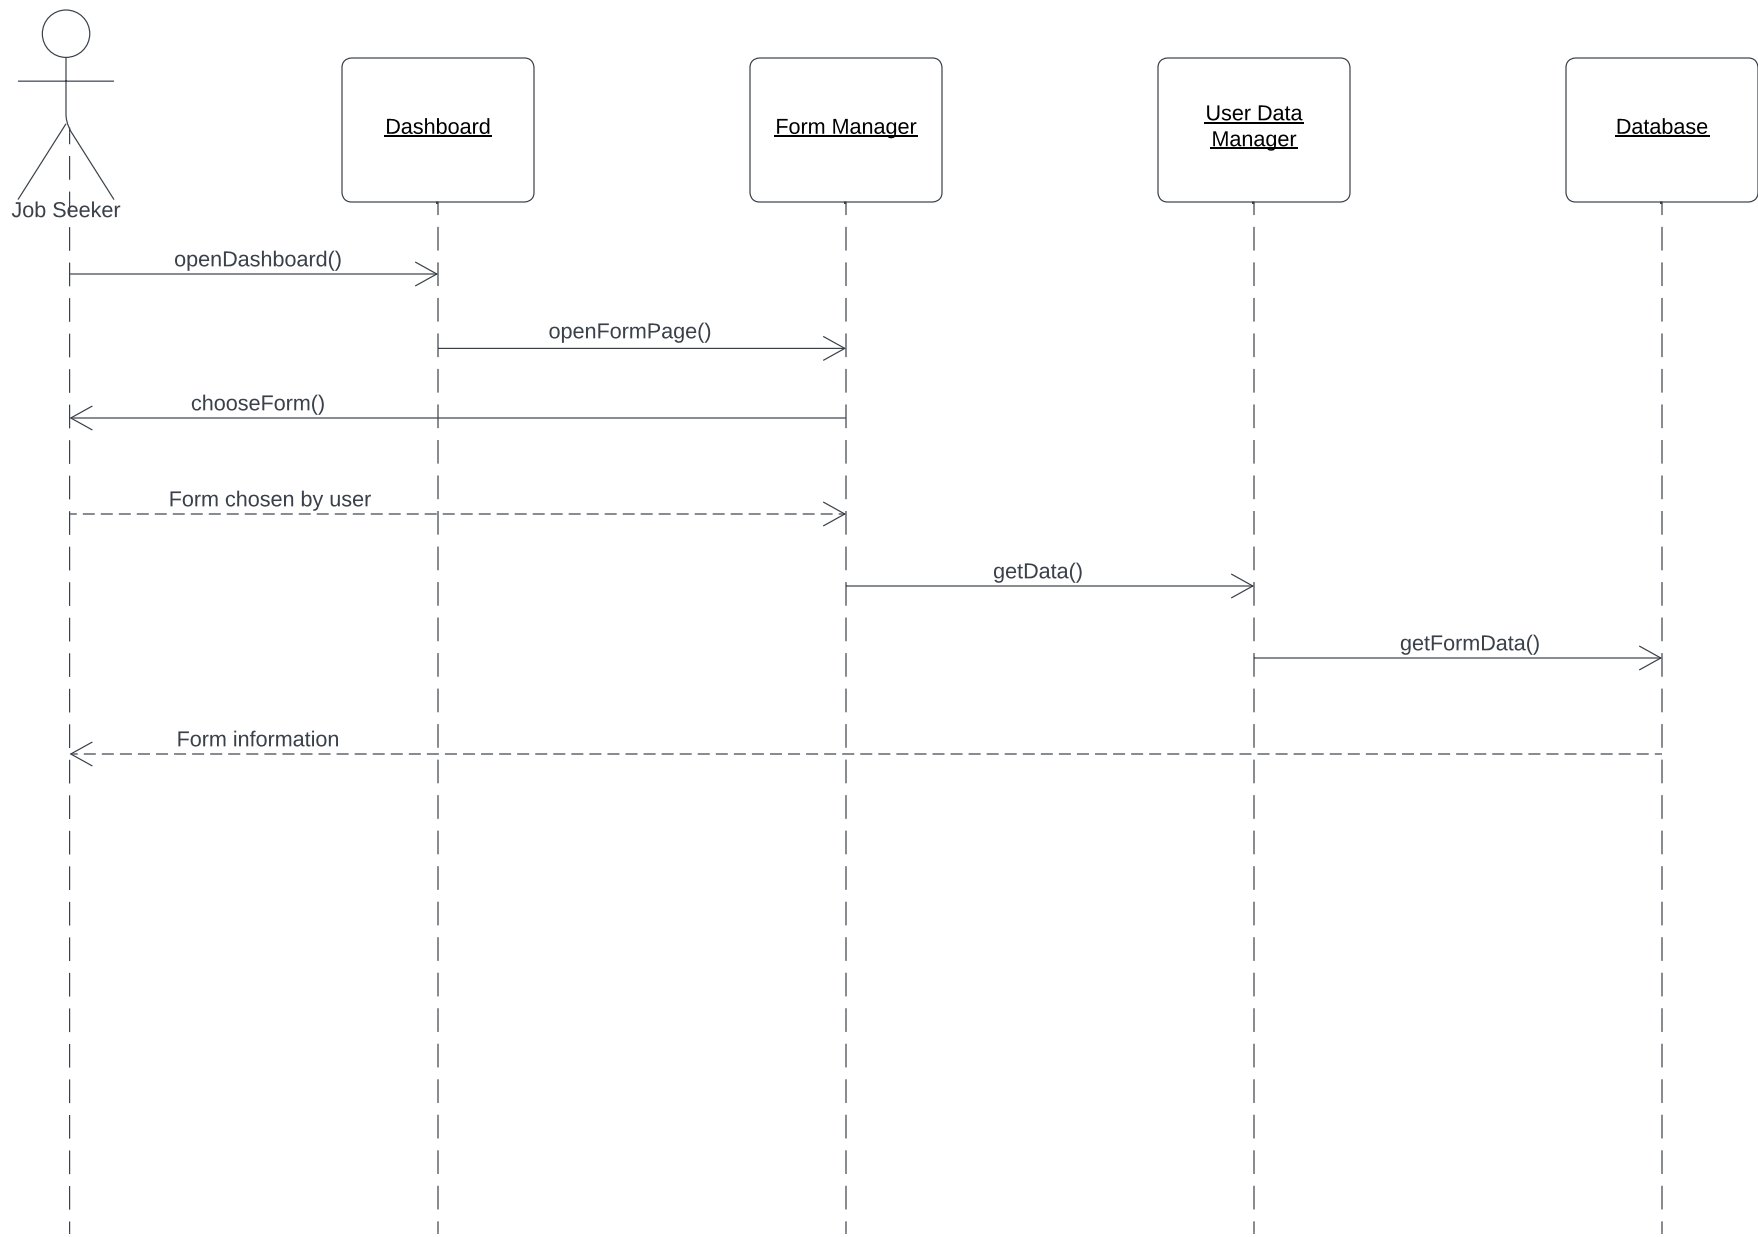 Dashboard
Form Manager
User Data
Manager
Database
Job Seeker
openDashboard()
openFormPage()
chooseForm()
Form chosen by user
getData()
getFormData()
Form information